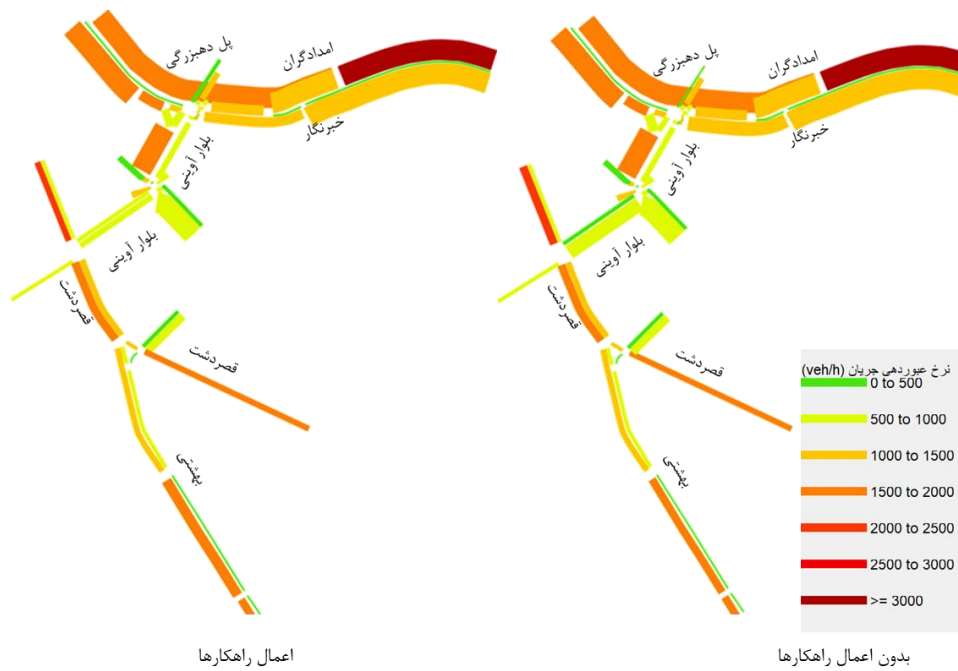 پل دهبزرگی
امدادگران
خبرنگار
بلوار آوینی
بلوار آوینی
قصردشت
قصردشت
بهشتی
اعمال راهکارها
پل دهبزرگی
امدادگران
خبرنگار
بلوار آوینی
بلوار آوینی
قصردشت
قصردشت
بهشتی
نرخ عبوردهی جریان (veh/h)
0 to 500
500 to 1000
1000 to 1500
1500 to 2000
2000 to 2500
2500 to 3000
>= 3000
بدون اعمال راهکارها